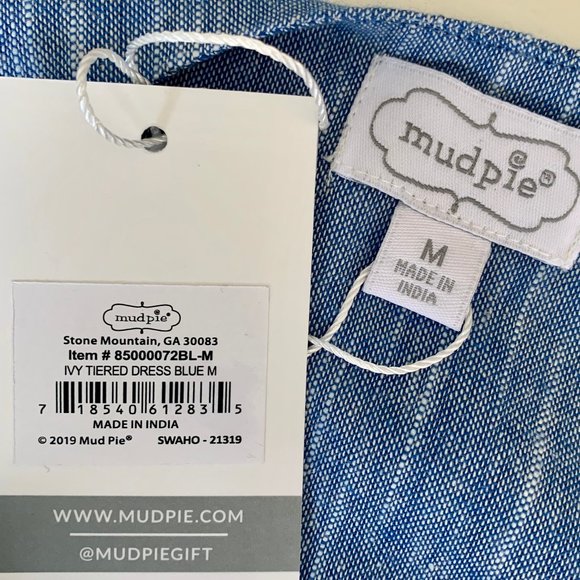 mudpie®
M
MADE IN
INDIA
mudpie®
Stone Mountain, GA 30083
Item # 85000072BL-M
IVY TIERED DRESS BLUE M
7 18540 61283 5
MADE IN INDIA
© 2019 Mud Pie® SWAHO - 21319
WWW.MUDPIE.COM
@MUDPIEGIFT